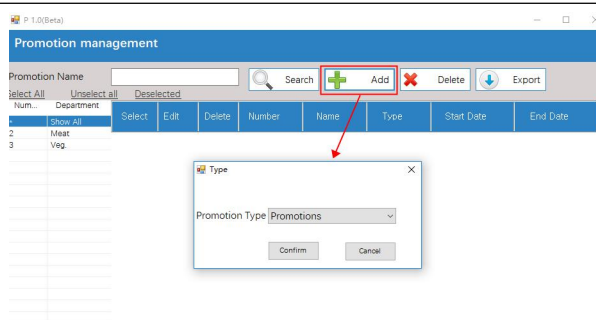 P 1.0(Beta)
Promotion management
Promotion Name
Search
Add
Delete
Export
Select All
Unselect all
Deselected
Num...
Department
Select
Edit
Delete
Number
Name
Type
Start Date
End Date
*
Show All
2
Meat
3
Veg.
Type
Promotion Type
Promotions
Confirm
Cancel